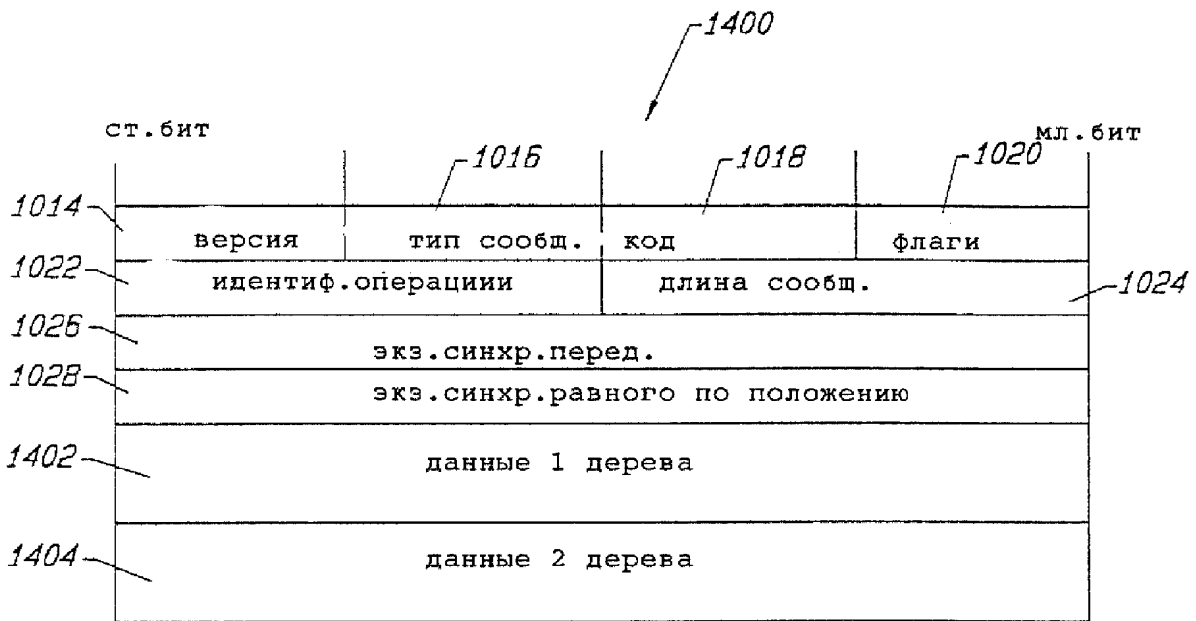 1400
ст.бит мл.бит
1016 1018 1020
1014
версия тип сообщ. код флаги
1022
идентиф.операциии длина сообщ. 1024
1026
экз.синхр.перед.
1028
экз.синхр.равного по положению
1402
данные 1 дерева
1404
данные 2 дерева